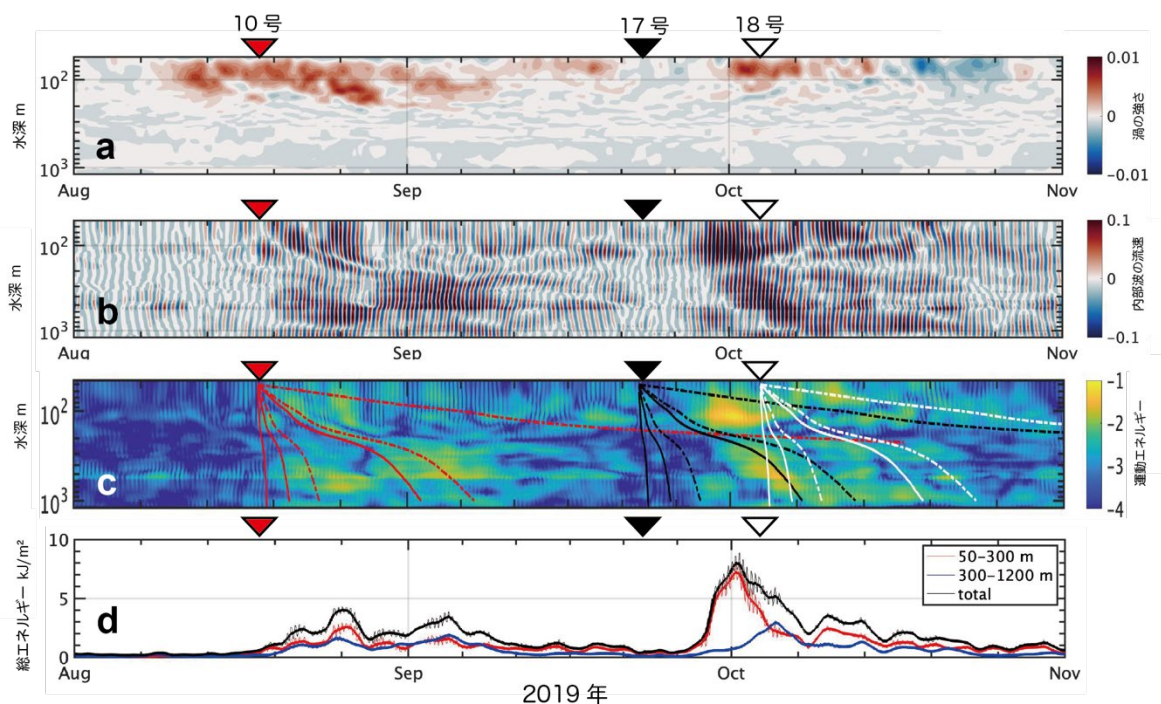 10号 17号 18号
水深 m
10²
10³
a
Aug Sep Oct Nov
0.01
0
-0.01
渦の強さ
水深 m
10²
10³
b
Aug Sep Oct Nov
0.1
0
-0.1
内部波の流速
水深 m
10²
10³
c
-1
-2
-3
-4
運動エネルギー
総エネルギー kJ/m²
10
5
0
d
50-300 m
300-1200 m
total
Aug Sep Oct Nov
2019 年